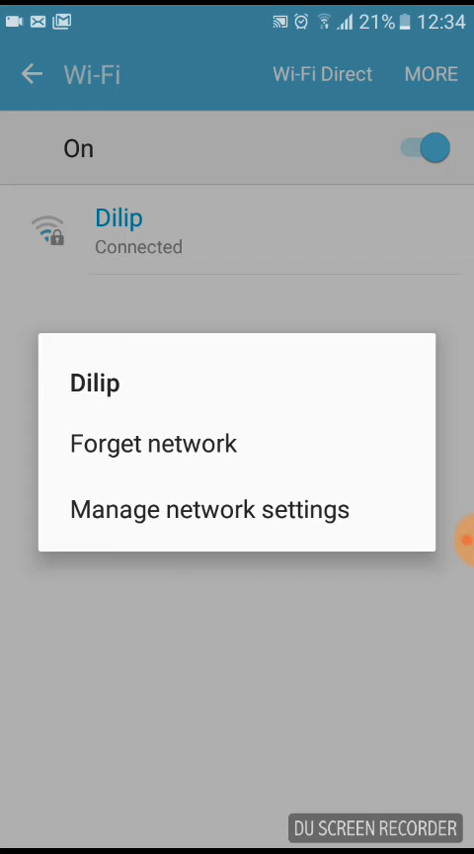 21% 12:34
Wi-Fi Wi-Fi Direct MORE
On
Dilip
Connected
Dilip
Forget network
Manage network settings
DU SCREEN RECORDER